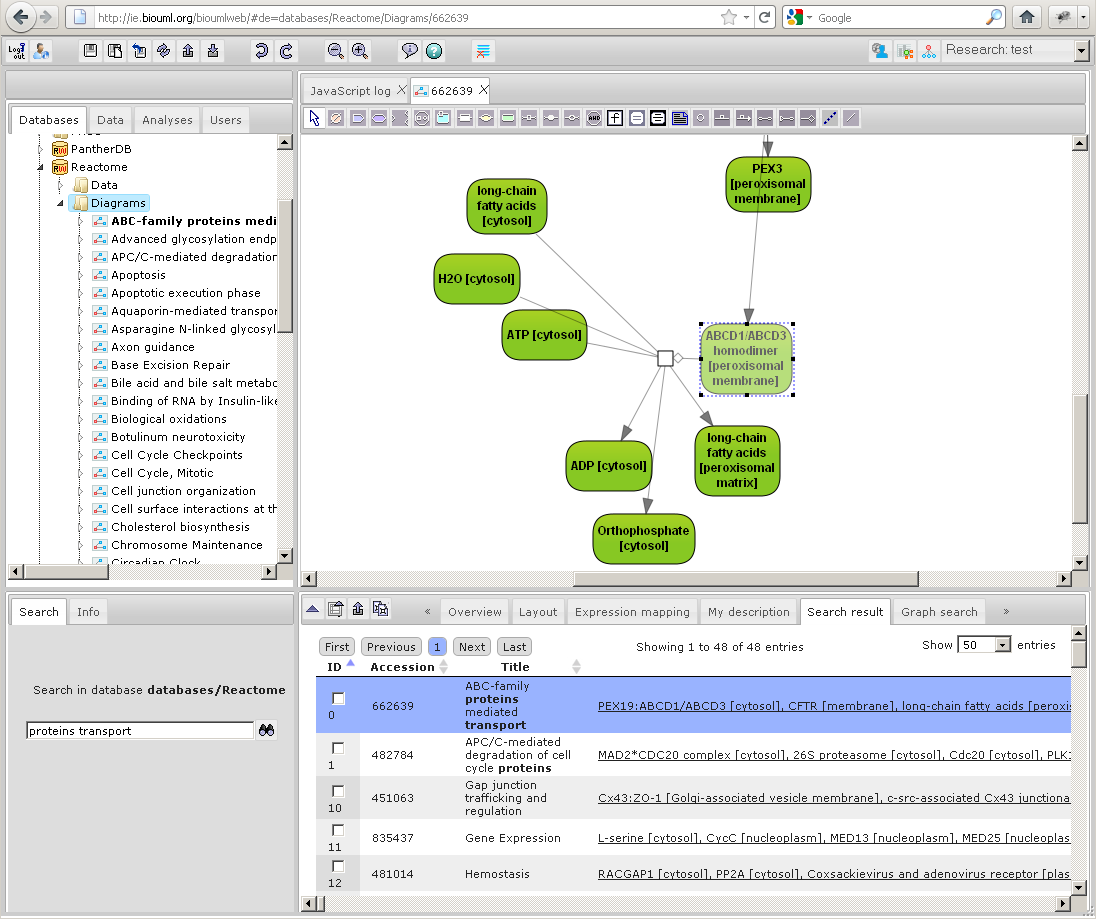 http://ie.biouml.org/bioumlweb/#de=databases/Reactome/Diagrams/662639
Google
Log
out
Research: test
Databases
Data
Analyses
Users
PantherDB
Reactome
Data
Diagrams
ABC-family proteins medi
Advanced glycosylation endp
APC/C-mediated degradation
Apoptosis
Apoptotic execution phase
Aquaporin-mediated transpor
Asparagine N-linked glycosyl
Axon guidance
Base Excision Repair
Bile acid and bile salt metabo
Binding of RNA by Insulin-like
Biological oxidations
Botulinum neurotoxicity
Cell Cycle Checkpoints
Cell Cycle, Mitotic
Cell junction organization
Cell surface interactions at th
Cholesterol biosynthesis
Chromosome Maintenance
Circadian Clock
JavaScript log
662639
PEX3
[peroxisomal
membrane]
long-chain
fatty acids
[cytosol]
H2O [cytosol]
ATP [cytosol]
ABCD1/ABCD3
homodimer
[peroxisomal
membrane]
ADP [cytosol]
long-chain
fatty acids
[peroxisomal
matrix]
Orthophosphate
[cytosol]
Search
Info
Search in database databases/Reactome
proteins transport
« Overview Layout Expression mapping My description Search result Graph search »
First Previous 1 Next Last
Showing 1 to 48 of 48 entries
Show 50 entries
ID Accession Title
0
662639
ABC-family
proteins
mediated
transport
PEX19:ABCD1/ABCD3 [cytosol], CFTR [membrane], long-chain fatty acids [peroxis
1
482784
APC/C-mediated
degradation of cell
cycle proteins
MAD2*CDC20 complex [cytosol], 26S proteasome [cytosol], Cdc20 [cytosol], PLK1
10
451063
Gap junction
trafficking and
regulation
Cx43:ZO-1 [Golgi-associated vesicle membrane], c-src-associated Cx43 junctiona
11
835437
Gene Expression
L-serine [cytosol], CycC [nucleoplasm], MED13 [nucleoplasm], MED25 [nucleoplas
12
481014
Hemostasis
RACGAP1 [cytosol], PP2A [cytosol], Coxsackievirus and adenovirus receptor [plas